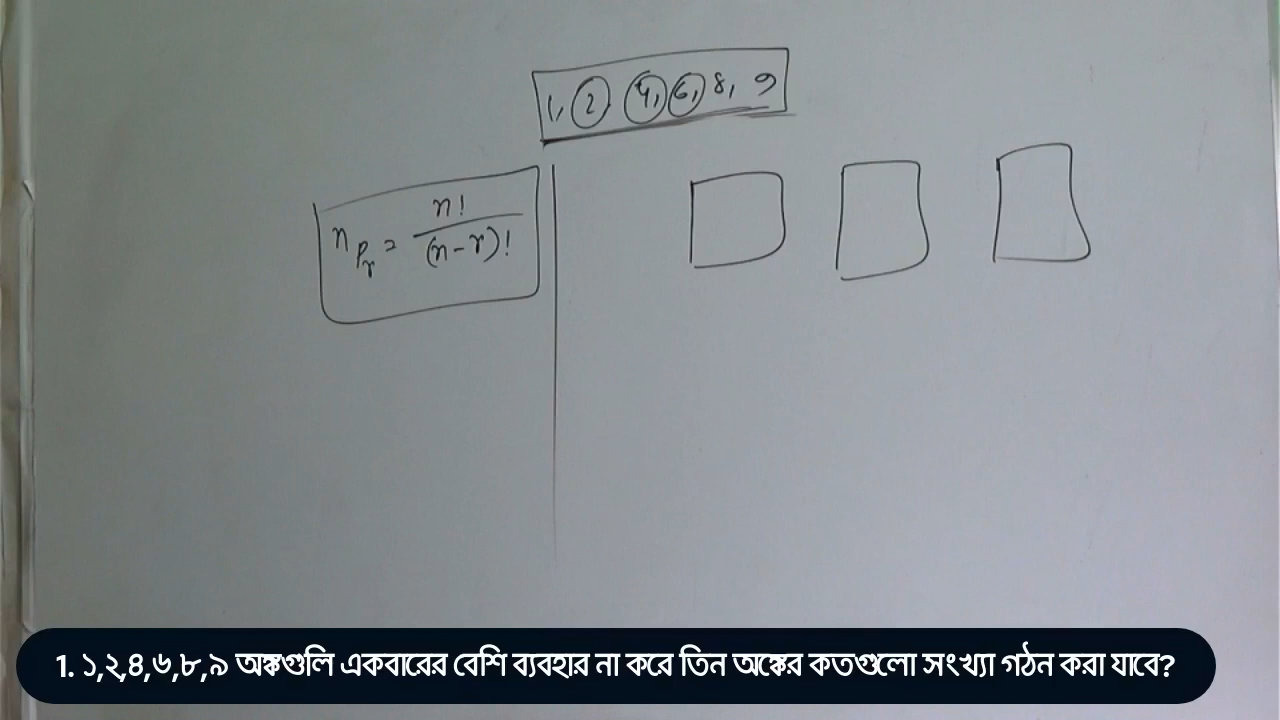 1, 2 4, 6, 8, 9
nPr = n! / (n-r)!
1. ১,২,৪,৬,৮,৯ অঙ্কগুলি একবারের বেশি ব্যবহার না করে তিন অঙ্কের কতগুলো সংখ্যা গঠন করা যাবে?